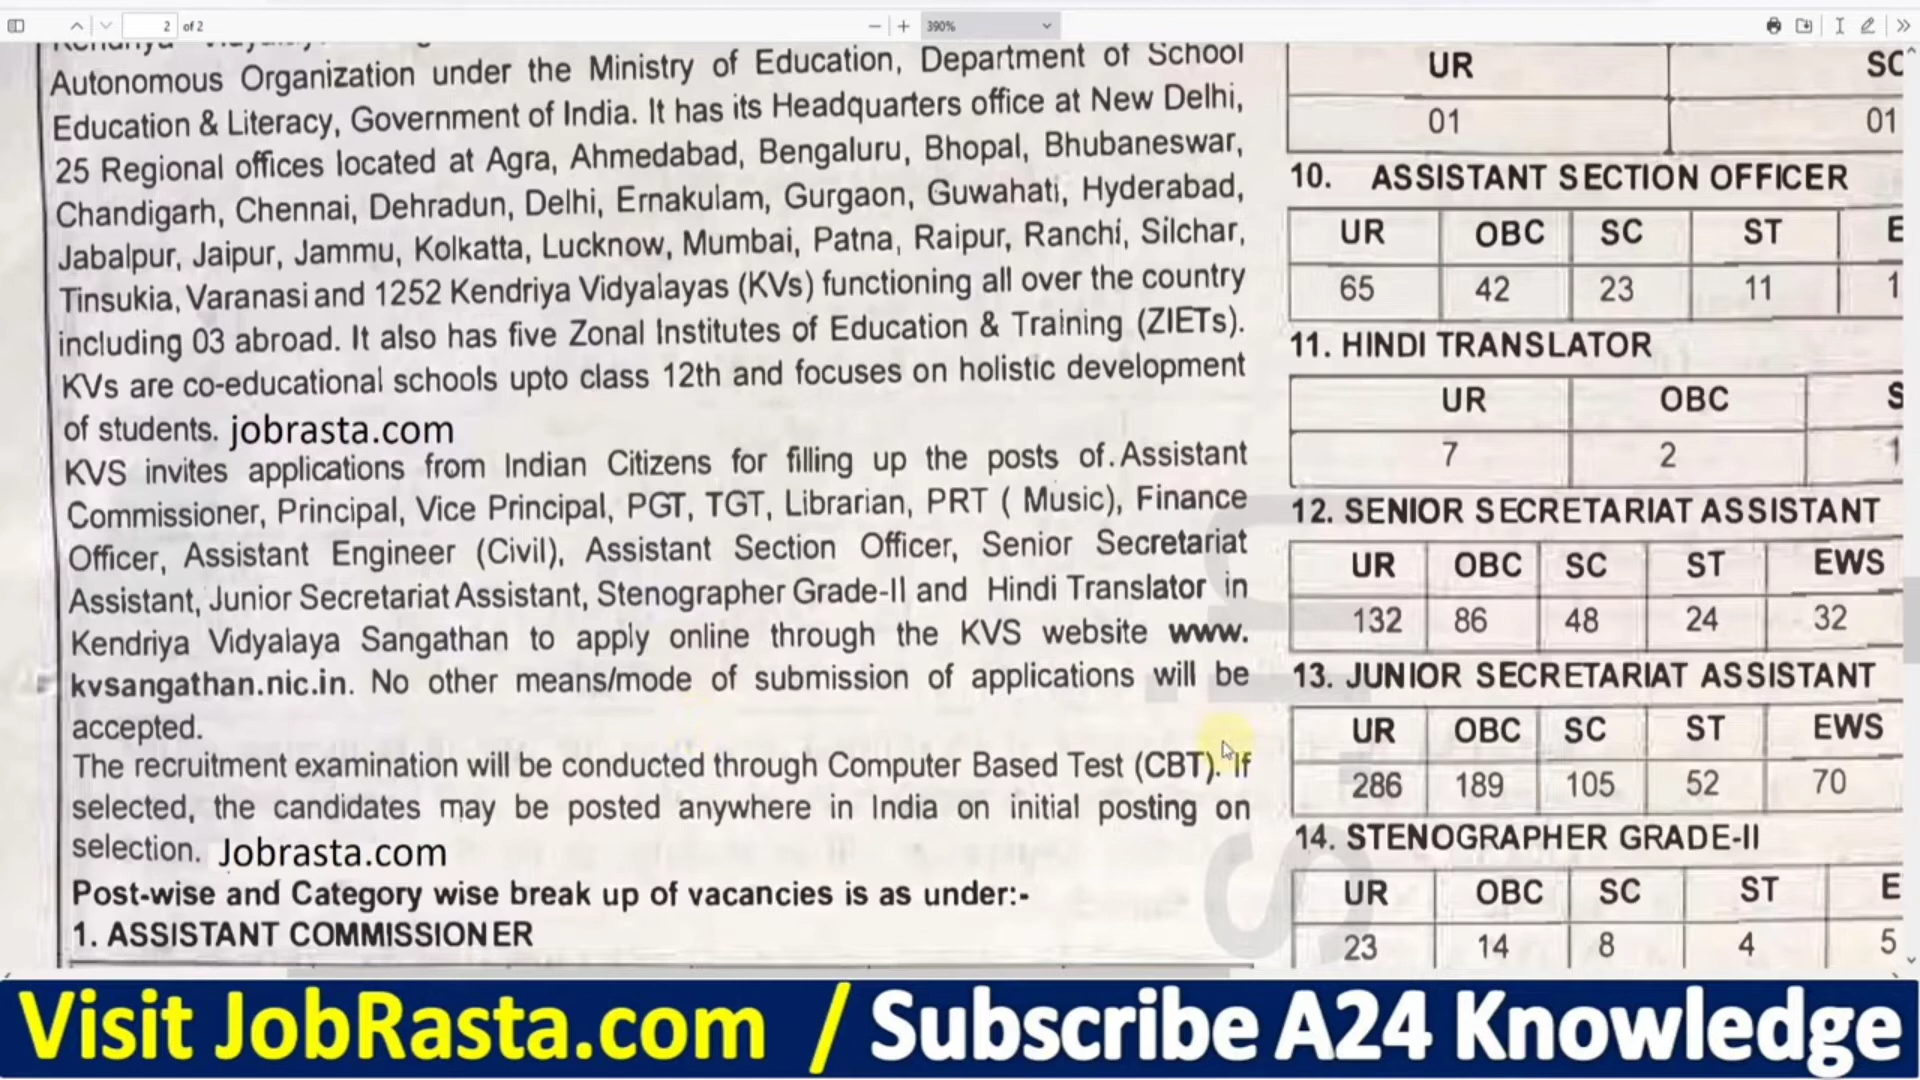 2 of 2
390%
Autonomous Organization under the Ministry of Education, Department of School
Education & Literacy, Government of India. It has its Headquarters office at New Delhi,
25 Regional offices located at Agra, Ahmedabad, Bengaluru, Bhopal, Bhubaneswar,
Chandigarh, Chennai, Dehradun, Delhi, Ernakulam, Gurgaon, Guwahati, Hyderabad,
Jabalpur, Jaipur, Jammu, Kolkatta, Lucknow, Mumbai, Patna, Raipur, Ranchi, Silchar,
Tinsukia, Varanasi and 1252 Kendriya Vidyalayas (KVs) functioning all over the country
including 03 abroad. It also has five Zonal Institutes of Education & Training (ZIETs).
KVs are co-educational schools upto class 12th and focuses on holistic development
of students. jobrasta.com
KVS invites applications from Indian Citizens for filling up the posts of Assistant
Commissioner, Principal, Vice Principal, PGT, TGT, Librarian, PRT ( Music), Finance
Officer, Assistant Engineer (Civil), Assistant Section Officer, Senior Secretariat
Assistant, Junior Secretariat Assistant, Stenographer Grade-II and Hindi Translator in
Kendriya Vidyalaya Sangathan to apply online through the KVS website www.
kvsangathan.nic.in. No other means/mode of submission of applications will be
accepted.
The recruitment examination will be conducted through Computer Based Test (CBT). If
selected, the candidates may be posted anywhere in India on initial posting on
selection. Jobrasta.com
Post-wise and Category wise break up of vacancies is as under:-
1. ASSISTANT COMMISSIONER
UR SC
01 01
10. ASSISTANT SECTION OFFICER
UR OBC SC ST E
65 42 23 11 1
11. HINDI TRANSLATOR
UR OBC S
7 2 1
12. SENIOR SECRETARIAT ASSISTANT
UR OBC SC ST EWS
132 86 48 24 32
13. JUNIOR SECRETARIAT ASSISTANT
UR OBC SC ST EWS
286 189 105 52 70
14. STENOGRAPHER GRADE-II
UR OBC SC ST E
23 14 8 4 5
Visit JobRasta.com / Subscribe A24 Knowledge